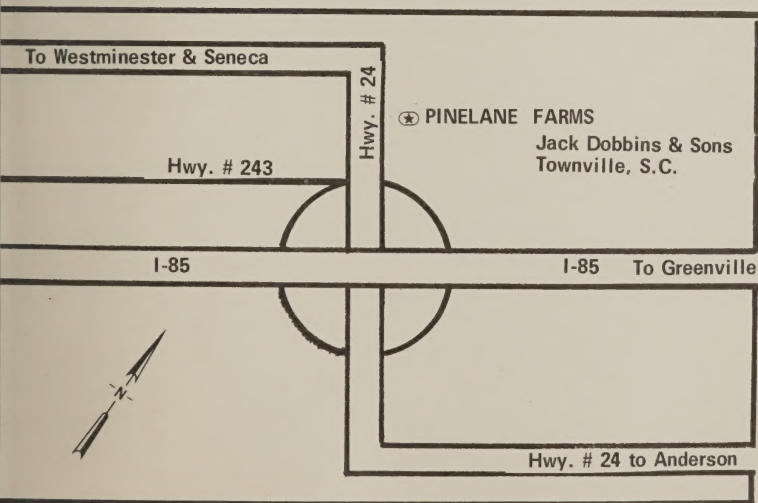 To Westminester & Seneca
Hwy. # 24
PINELANE FARMS
Jack Dobbins & Sons
Townville, S.C.
Hwy. # 243
I-85
I-85 To Greenville
N
Hwy. # 24 to Anderson